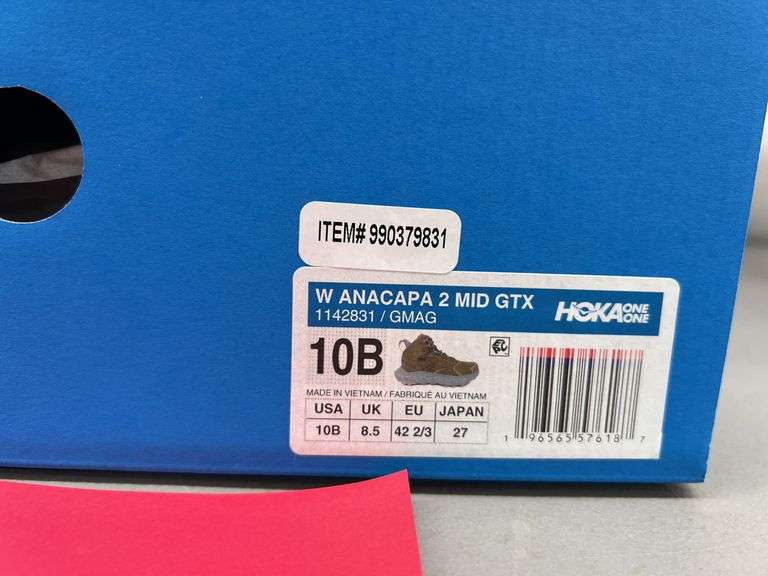 ITEM# 990379831
W ANACAPA 2 MID GTX
1142831 / GMAG
HOKA ONE ONE
10B
MADE IN VIETNAM / FABRIQUÉ AU VIETNAM
USA UK EU JAPAN
10B 8.5 42 2/3 27
1 96565 57618 7